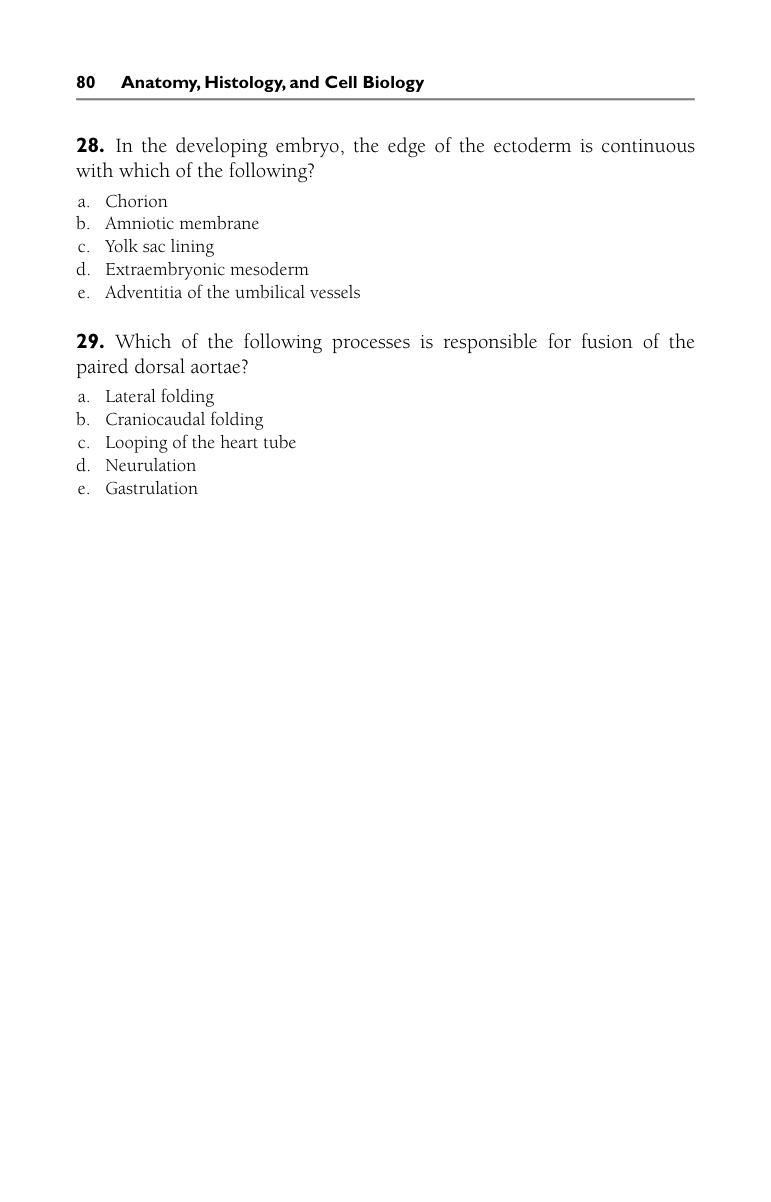 80 Anatomy, Histology, and Cell Biology
28. In the developing embryo, the edge of the ectoderm is continuous
with which of the following?
a. Chorion
b. Amniotic membrane
c. Yolk sac lining
d. Extraembryonic mesoderm
e. Adventitia of the umbilical vessels
29. Which of the following processes is responsible for fusion of the
paired dorsal aortae?
a. Lateral folding
b. Craniocaudal folding
c. Looping of the heart tube
d. Neurulation
e. Gastrulation